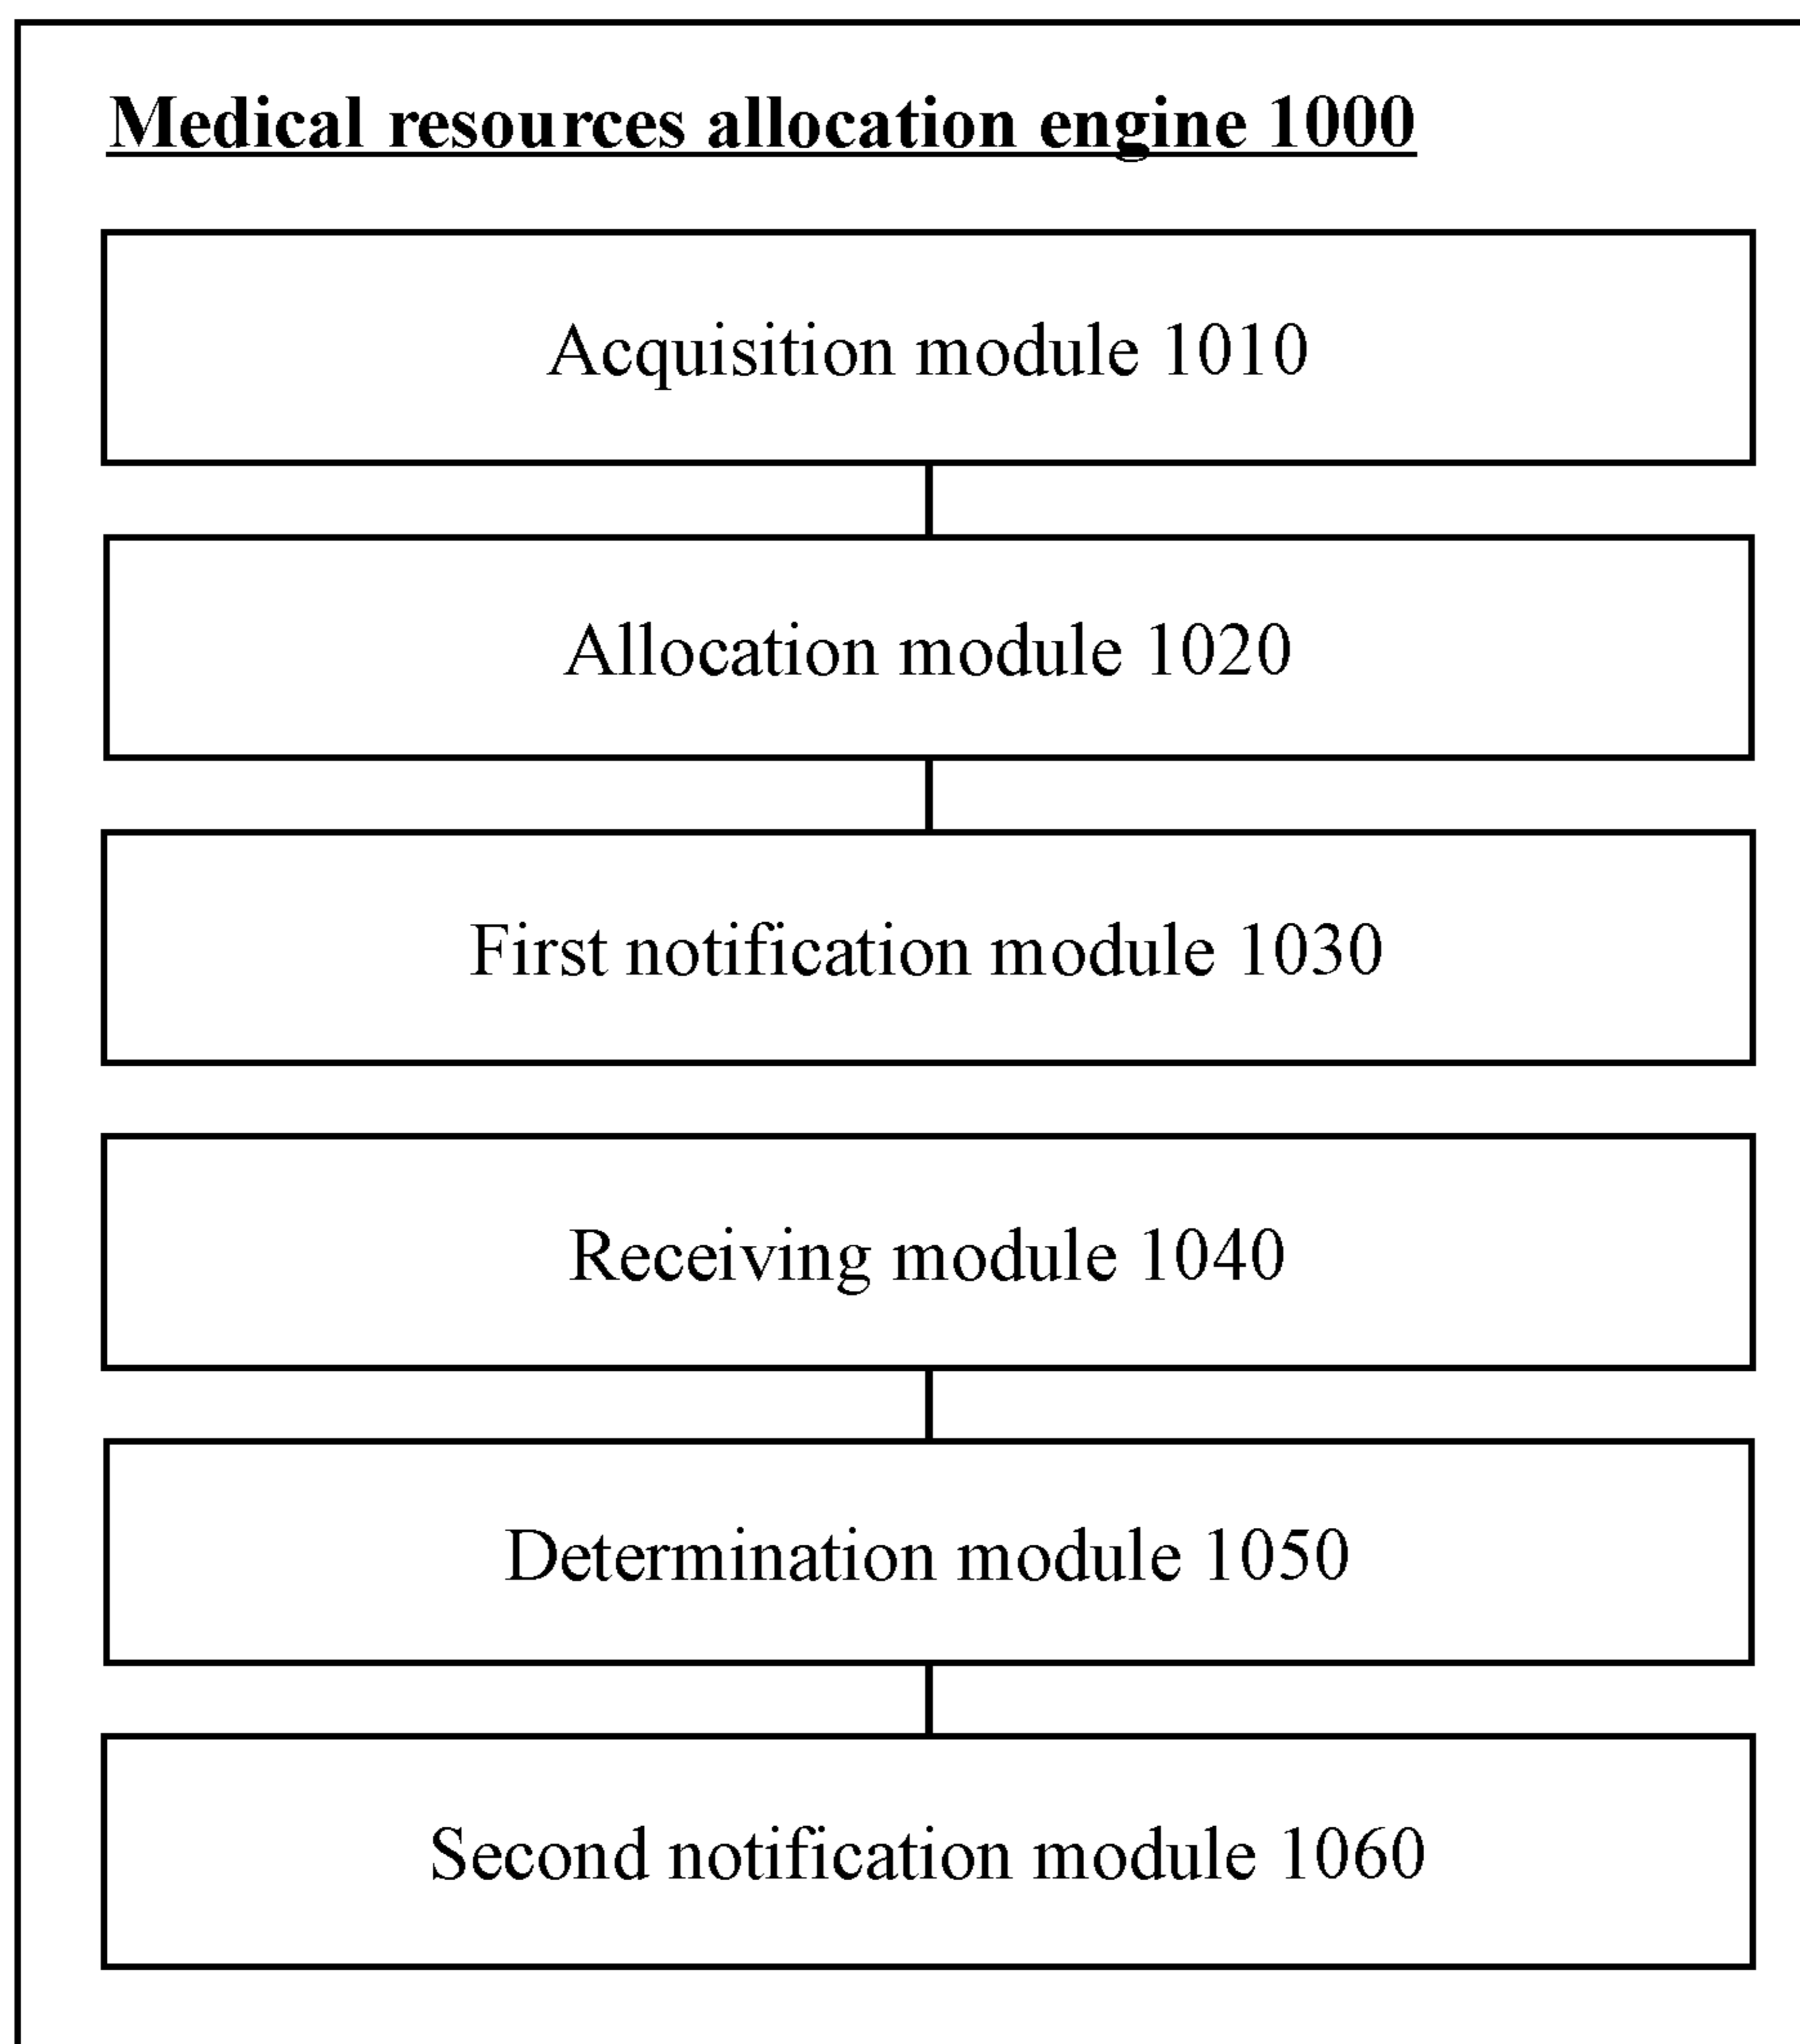 Medical resources allocation engine 1000
Acquisition module 1010
Allocation module 1020
First notification module 1030
Receiving module 1040
Determination module 1050
Second notification module 1060